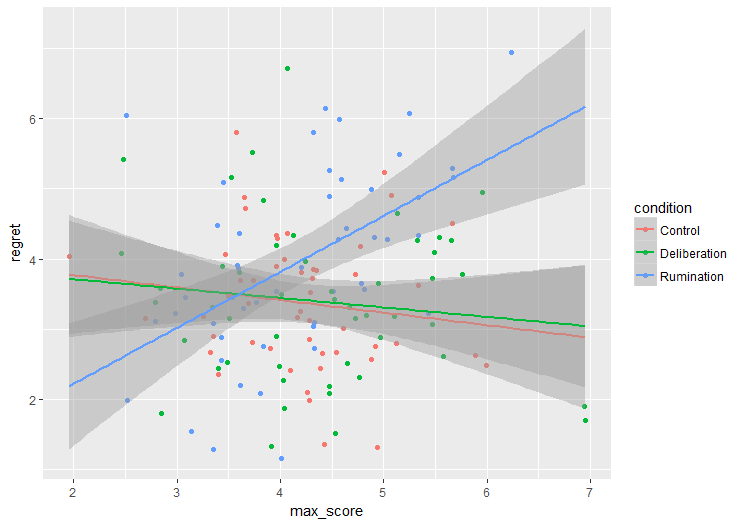 regret
6
4
2
2 3 4 5 6 7
max_score
condition
Control
Deliberation
Rumination